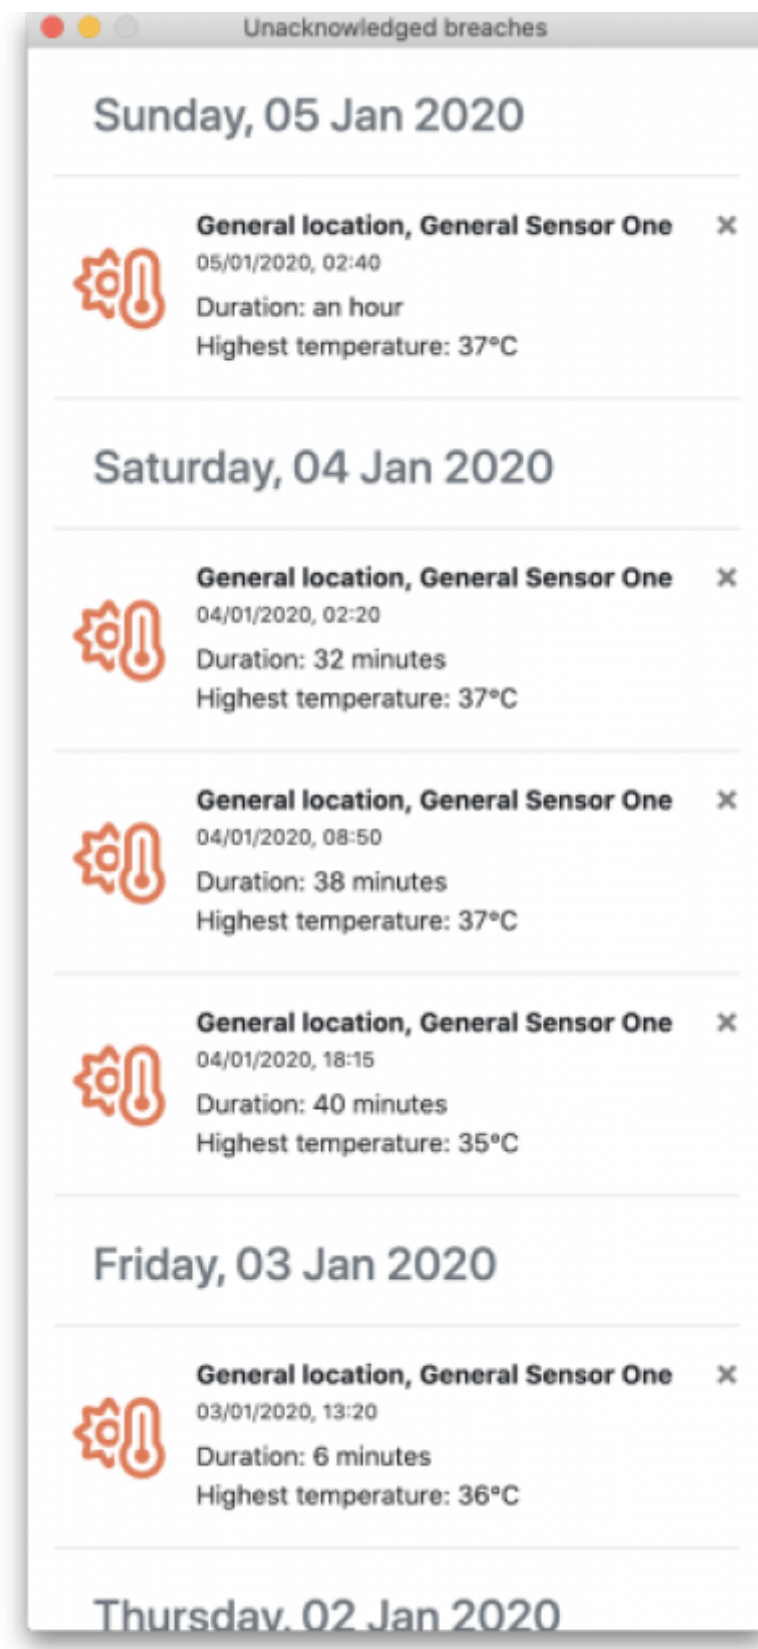 Unacknowledged breaches
Sunday, 05 Jan 2020
General location, General Sensor One
05/01/2020, 02:40
Duration: an hour
Highest temperature: 37°C
Saturday, 04 Jan 2020
General location, General Sensor One
04/01/2020, 02:20
Duration: 32 minutes
Highest temperature: 37°C
General location, General Sensor One
04/01/2020, 08:50
Duration: 38 minutes
Highest temperature: 37°C
General location, General Sensor One
04/01/2020, 18:15
Duration: 40 minutes
Highest temperature: 35°C
Friday, 03 Jan 2020
General location, General Sensor One
03/01/2020, 13:20
Duration: 6 minutes
Highest temperature: 36°C
Thursday, 02 Jan 2020